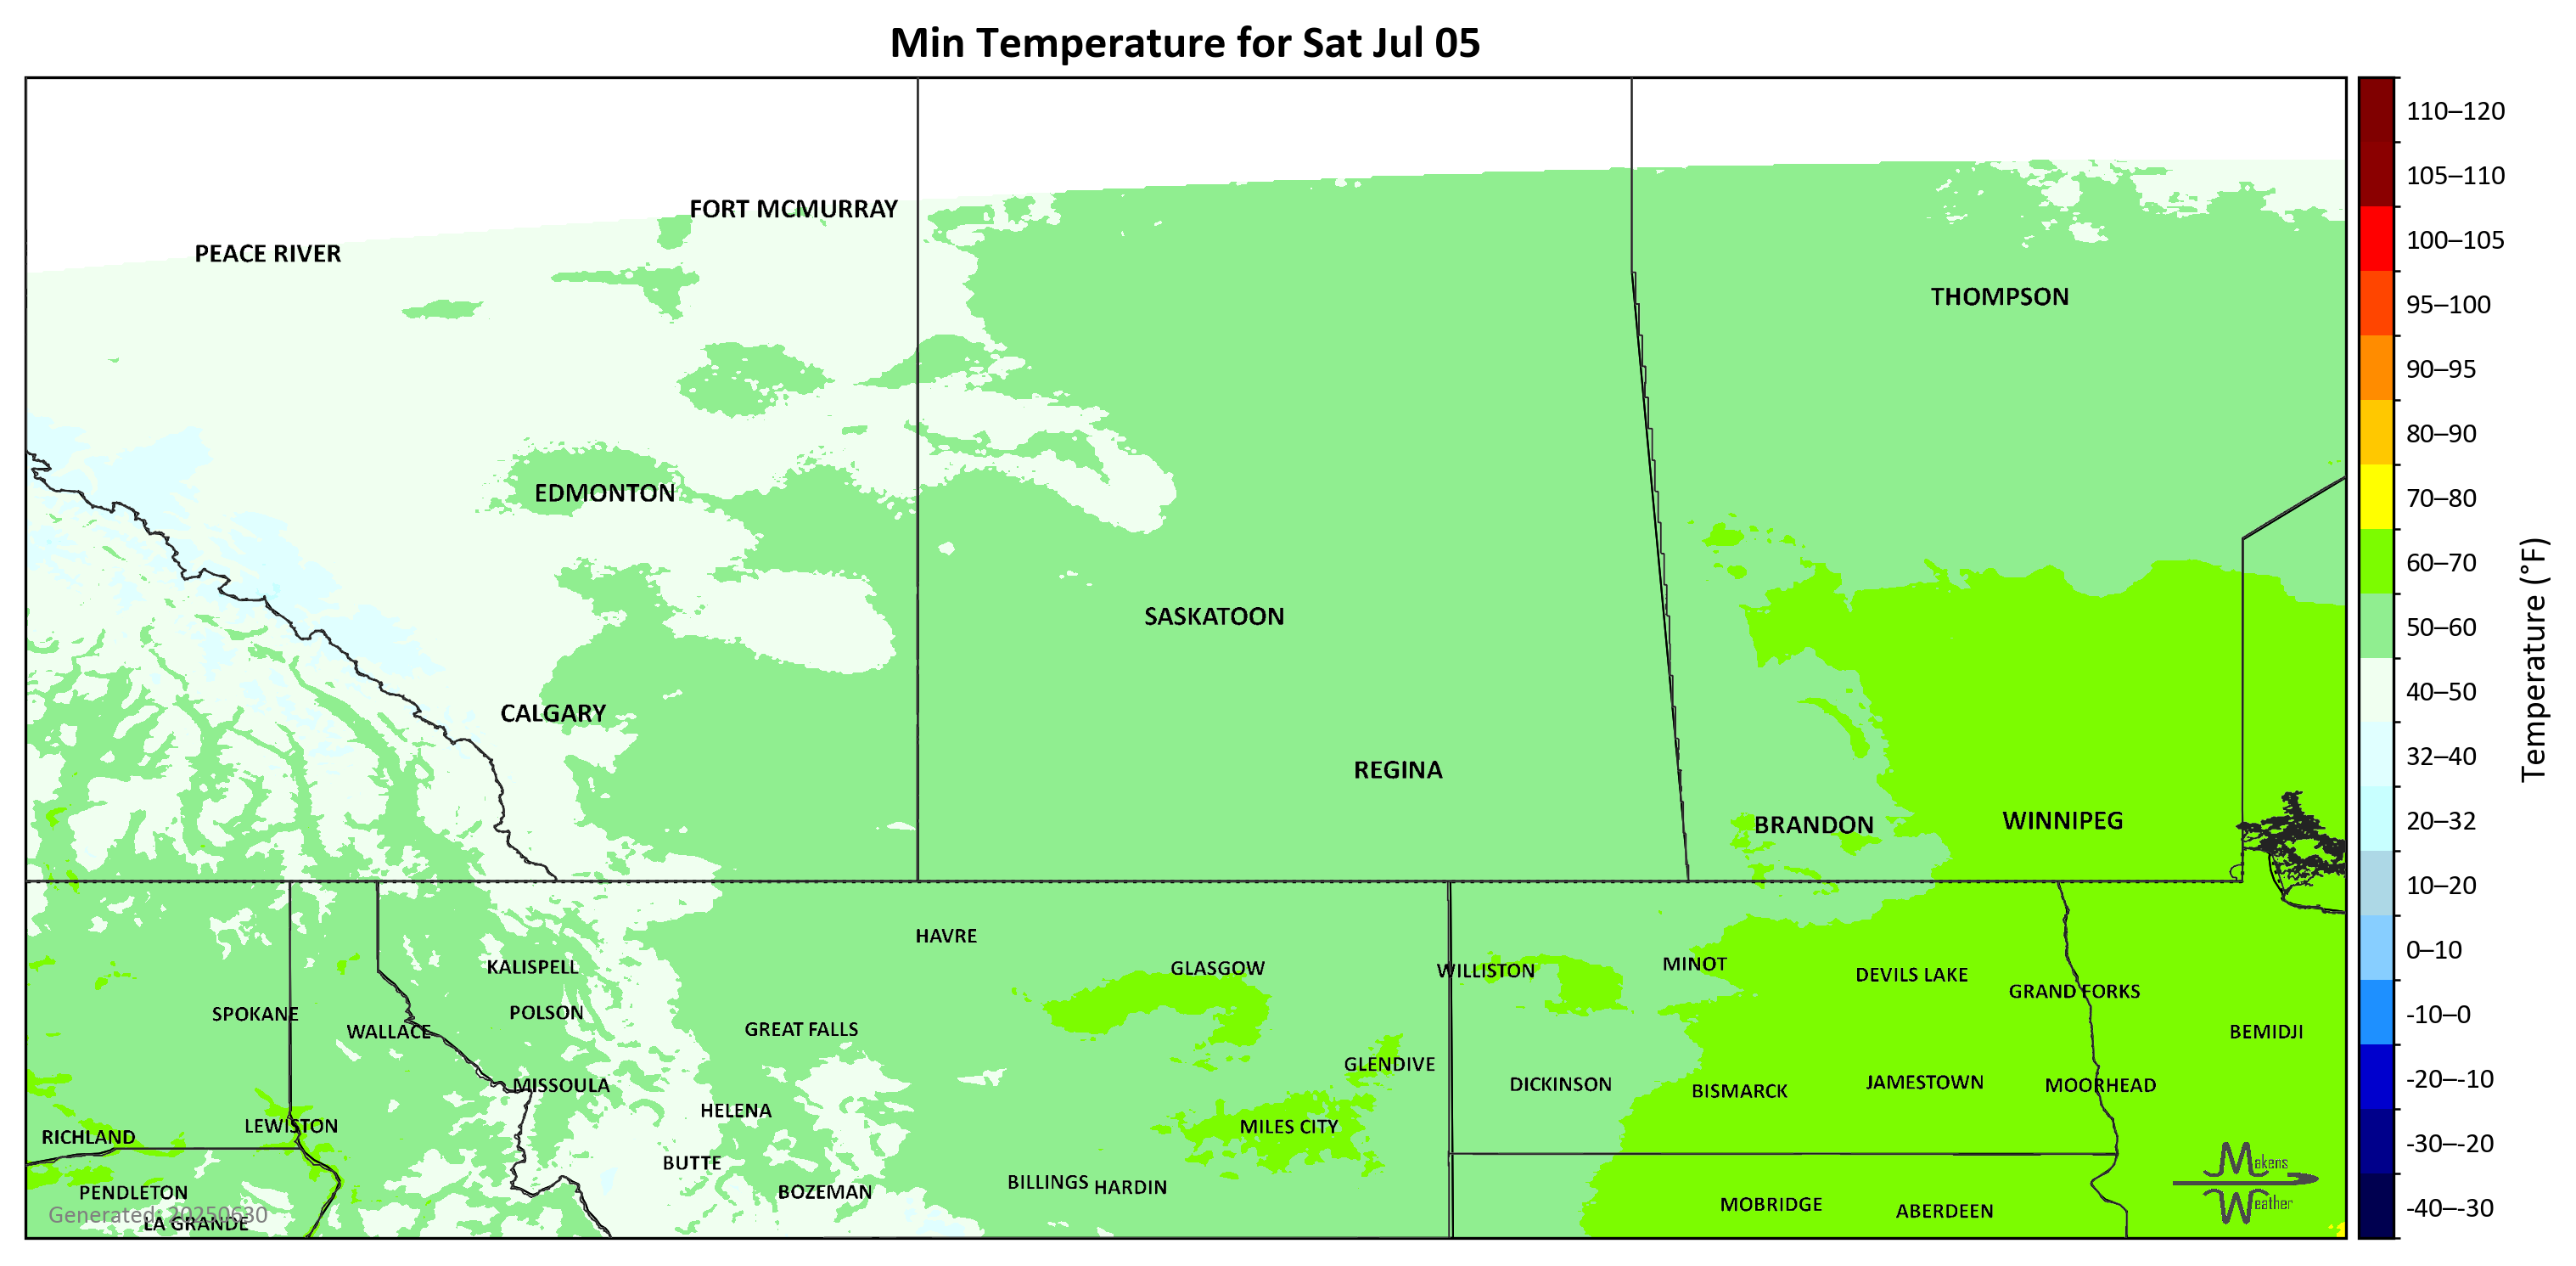 Min Temperature for Sat Jul 05
110–120
105–110
100–105
95–100
90–95
80–90
70–80
60–70
50–60
40–50
32–40
20–32
10–20
0–10
-10–0
-20–-10
-30–-20
-40–-30
Temperature (°F)
FORT MCMURRAY
PEACE RIVER
THOMPSON
EDMONTON
SASKATOON
CALGARY
REGINA
BRANDON
WINNIPEG
HAVRE
KALISPELL
GLASGOW
WILLISTON
MINOT
DEVILS LAKE
GRAND FORKS
SPOKANE
POLSON
WALLACE
GREAT FALLS
BEMIDJI
GLENDIVE
MISSOULA
DICKINSON
BISMARCK
JAMESTOWN
MOORHEAD
HELENA
LEWISTON
RICHLAND
MILES CITY
BUTTE
BILLINGS
HARDIN
PENDLETON
BOZEMAN
MOBRIDGE
ABERDEEN
Generated: 20250630
LA GRANDE
Makens
Weather